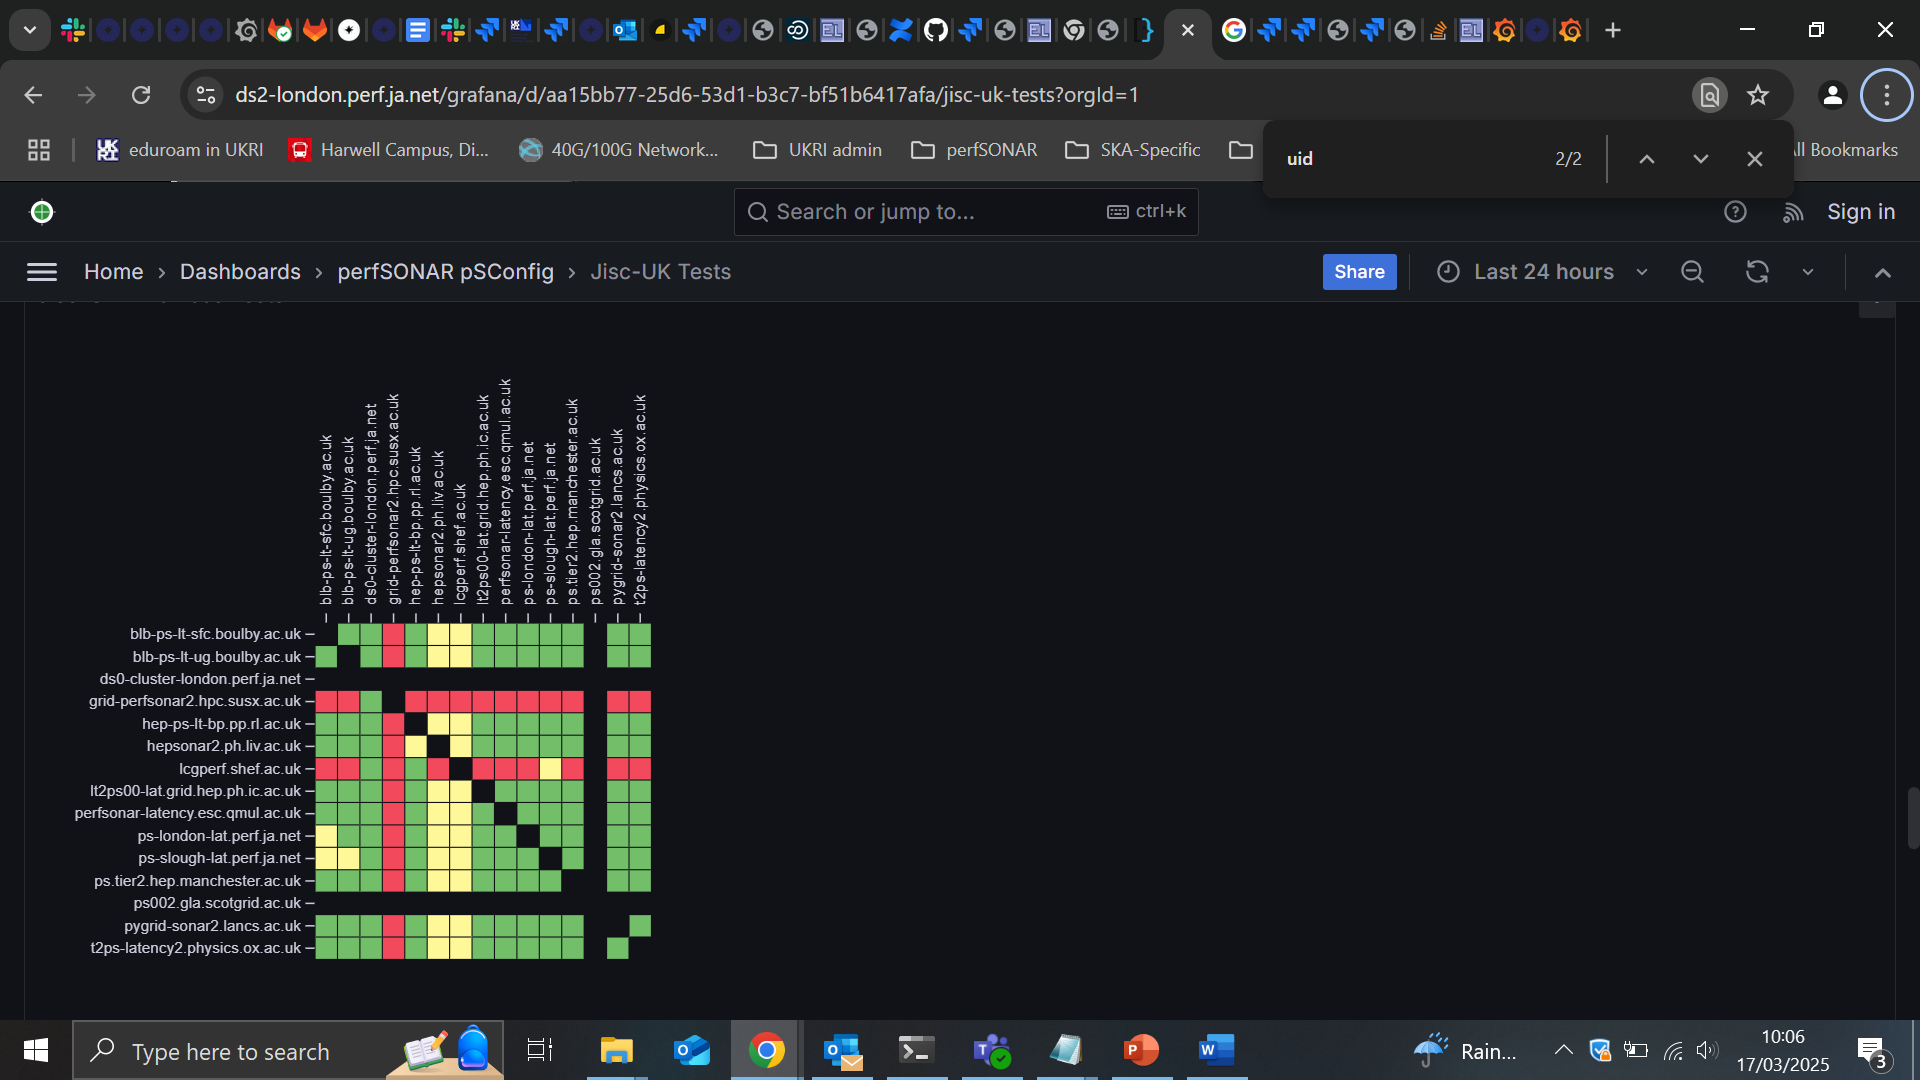 ds2-london.perf.ja.net/grafana/d/aa15bb77-25d6-53d1-b3c7-bf51b6417afa/jisc-uk-tests?orgId=1
eduroam in UKRI
Harwell Campus, Di...
40G/100G Network...
UKRI admin
perfSONAR
SKA-Specific
All Bookmarks
uid
2/2
Search or jump to...
ctrl+k
Sign in
Home › Dashboards › perfSONAR pSConfig › Jisc-UK Tests
Share
Last 24 hours
blb-ps-lt-sfc.boulby.ac.uk
blb-ps-lt-ug.boulby.ac.uk
ds0-cluster-london.perf.ja.net
grid-perfsonar2.hpc.susx.ac.uk
hep-ps-lt-bp.pp.rl.ac.uk
hepsonar2.ph.liv.ac.uk
lcgperf.shef.ac.uk
lt2ps00-lat.grid.hep.ph.ic.ac.uk
perfsonar-latency.esc.qmul.ac.uk
ps-london-lat.perf.ja.net
ps-slough-lat.perf.ja.net
ps.tier2.hep.manchester.ac.uk
ps002.gla.scotgrid.ac.uk
pygrid-sonar2.lancs.ac.uk
t2ps-latency2.physics.ox.ac.uk
blb-ps-lt-sfc.boulby.ac.uk
blb-ps-lt-ug.boulby.ac.uk
ds0-cluster-london.perf.ja.net
grid-perfsonar2.hpc.susx.ac.uk
hep-ps-lt-bp.pp.rl.ac.uk
hepsonar2.ph.liv.ac.uk
lcgperf.shef.ac.uk
lt2ps00-lat.grid.hep.ph.ic.ac.uk
perfsonar-latency.esc.qmul.ac.uk
ps-london-lat.perf.ja.net
ps-slough-lat.perf.ja.net
ps.tier2.hep.manchester.ac.uk
ps002.gla.scotgrid.ac.uk
pygrid-sonar2.lancs.ac.uk
t2ps-latency2.physics.ox.ac.uk
Type here to search
Rain...
10:06
17/03/2025
3